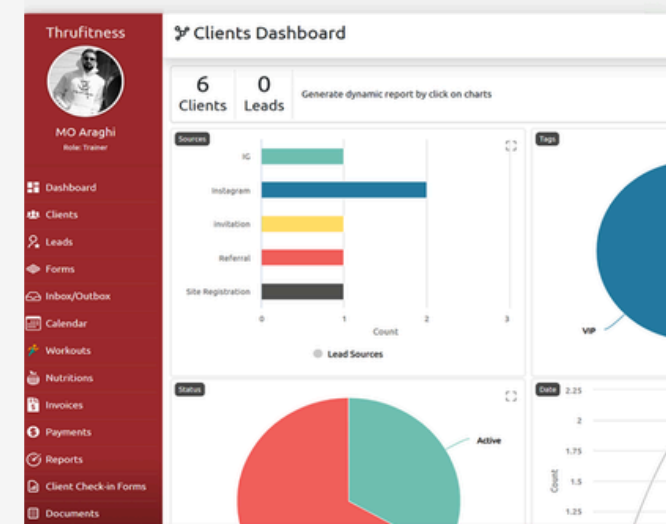 Thrufitness
MO Araghi
Role: Trainer
Dashboard
Clients
Leads
Forms
Inbox/Outbox
Calendar
Workouts
Nutritions
Invoices
Payments
Reports
Client Check-in Forms
Documents
Clients Dashboard
6
Clients
0
Leads
Generate dynamic report by click on charts
Sources
IG
Instagram
invitation
Referral
Site Registration
0 1 2 3
Count
Lead Sources
Tags
VIP
Status
Active
Date
2.25
2
1.75
1.5
1.25
Count